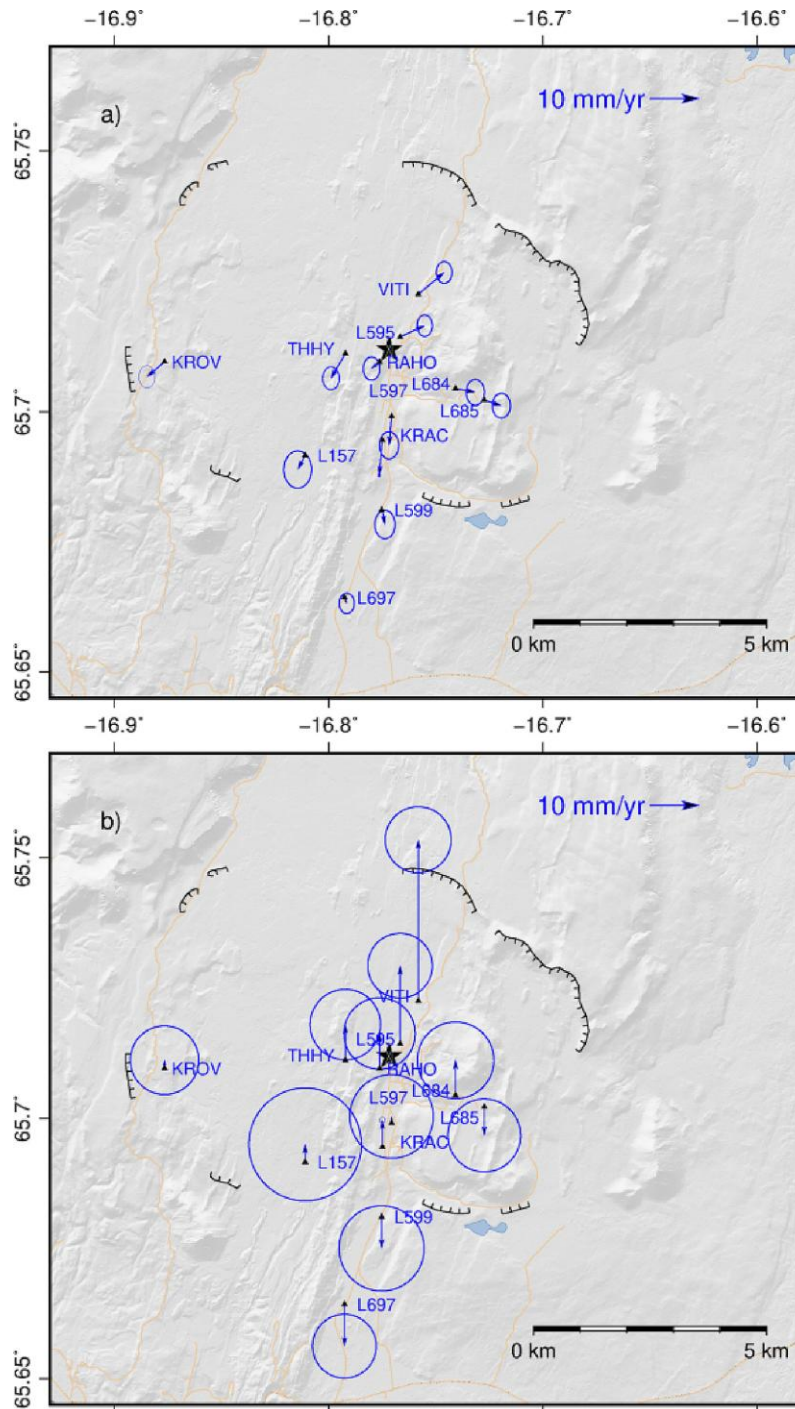 −16.9˚ −16.8˚ −16.7˚ −16.6˚
a)
10 mm/yr
65.75˚
VITI
L595
THHY
RAHO
KROV
L597
L684
65.7˚
L685
KRAC
L157
L599
L697
0 km 5 km
65.65˚
−16.9˚ −16.8˚ −16.7˚ −16.6˚
b)
10 mm/yr
65.75˚
VITI
L595
THHY
RAHO
KROV
L684
L597
65.7˚
L685
KRAC
L157
L599
L697
0 km 5 km
65.65˚